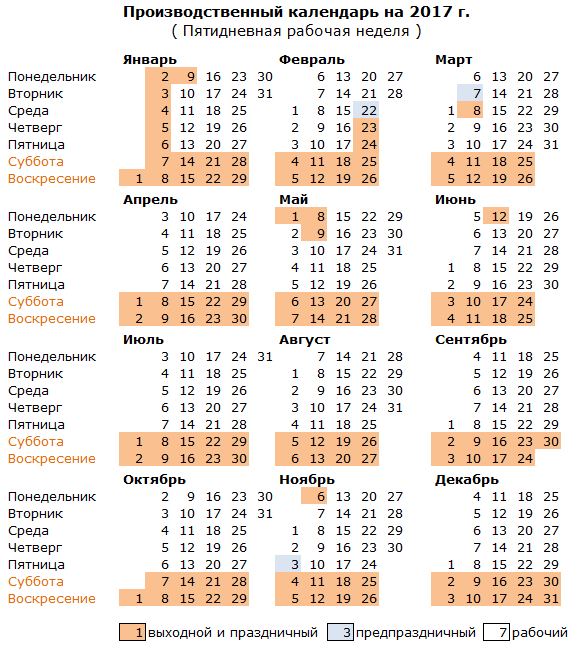 Производственный календарь на 2017 г.
( Пятидневная рабочая неделя )
Январь Февраль Март
Понедельник 2 9 16 23 30 6 13 20 27 6 13 20 27
Вторник 3 10 17 24 31 7 14 21 28 7 14 21 28
Среда 4 11 18 25 1 8 15 22 1 8 15 22 29
Четверг 5 12 19 26 2 9 16 23 2 9 16 23 30
Пятница 6 13 20 27 3 10 17 24 3 10 17 24 31
Суббота 7 14 21 28 4 11 18 25 4 11 18 25
Воскресение 1 8 15 22 29 5 12 19 26 5 12 19 26
Апрель Май Июнь
Понедельник 3 10 17 24 1 8 15 22 29 5 12 19 26
Вторник 4 11 18 25 2 9 16 23 30 6 13 20 27
Среда 5 12 19 26 3 10 17 24 31 7 14 21 28
Четверг 6 13 20 27 4 11 18 25 1 8 15 22 29
Пятница 7 14 21 28 5 12 19 26 2 9 16 23 30
Суббота 1 8 15 22 29 6 13 20 27 3 10 17 24
Воскресение 2 9 16 23 30 7 14 21 28 4 11 18 25
Июль Август Сентябрь
Понедельник 3 10 17 24 31 7 14 21 28 4 11 18 25
Вторник 4 11 18 25 1 8 15 22 29 5 12 19 26
Среда 5 12 19 26 2 9 16 23 30 6 13 20 27
Четверг 6 13 20 27 3 10 17 24 31 7 14 21 28
Пятница 7 14 21 28 4 11 18 25 1 8 15 22 29
Суббота 1 8 15 22 29 5 12 19 26 2 9 16 23 30
Воскресение 2 9 16 23 30 6 13 20 27 3 10 17 24
Октябрь Ноябрь Декабрь
Понедельник 2 9 16 23 30 6 13 20 27 4 11 18 25
Вторник 3 10 17 24 31 7 14 21 28 5 12 19 26
Среда 4 11 18 25 1 8 15 22 29 6 13 20 27
Четверг 5 12 19 26 2 9 16 23 30 7 14 21 28
Пятница 6 13 20 27 3 10 17 24 1 8 15 22 29
Суббота 7 14 21 28 4 11 18 25 2 9 16 23 30
Воскресение 1 8 15 22 29 5 12 19 26 3 10 17 24 31
1 выходной и праздничный 3 предпраздничный 7 рабочий